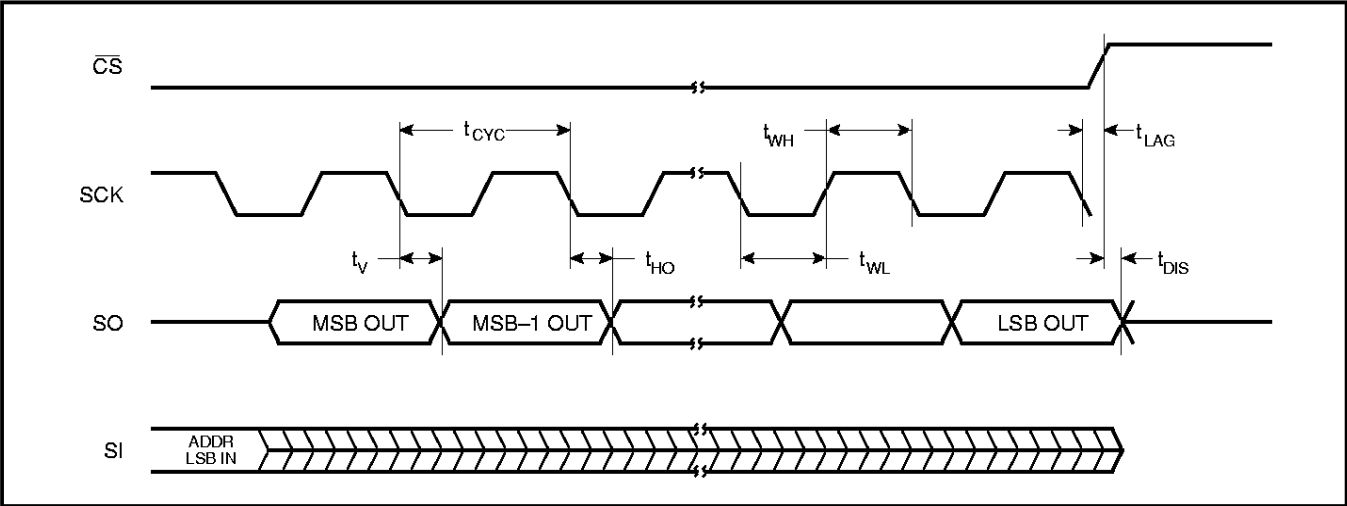 CS
tCYC
tWH
tLAG
SCK
tV
tHO
tWL
tDIS
SO
MSB OUT
MSB–1 OUT
LSB OUT
SI
ADDR
LSB IN